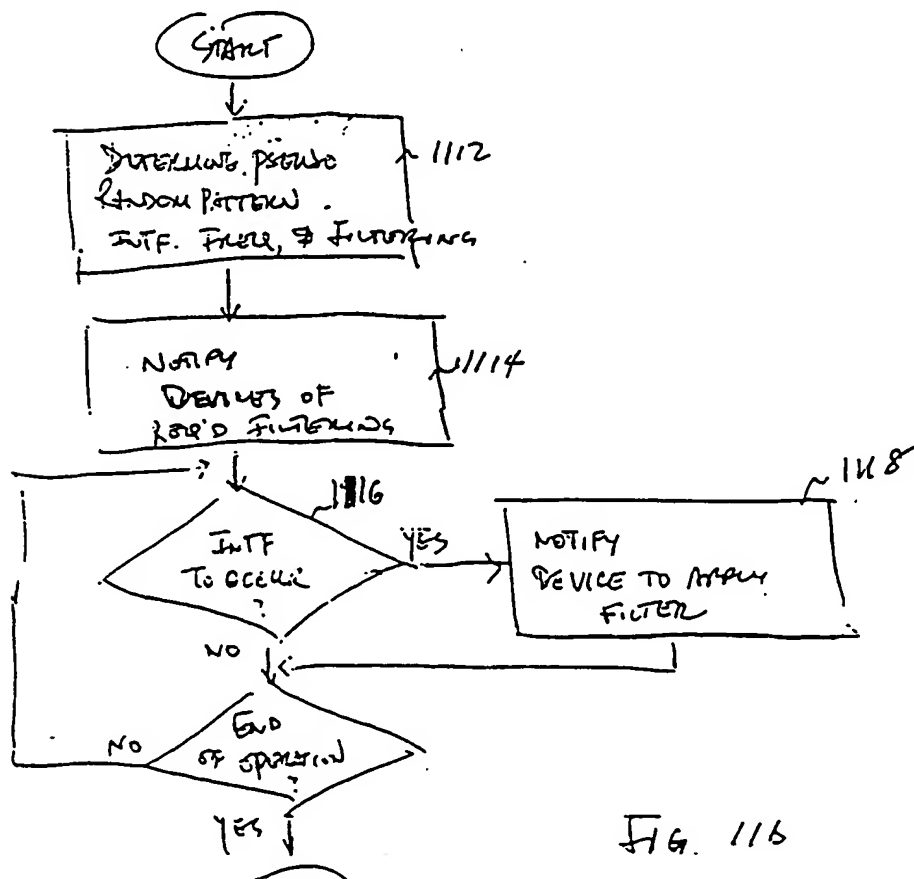 START
DETERMINE PSEUDO
RANDOM PATTERN.
INTF. FREQ, & FILTERING
1112
NOTIFY
DEVICES OF
REQ'D FILTERING
1114
1116
INTF
TO OCCUR
?
YES
NO
1118
NOTIFY
DEVICE TO APPLY
FILTER
END
OF OPERATION
?
NO
YES
FIG. 11b